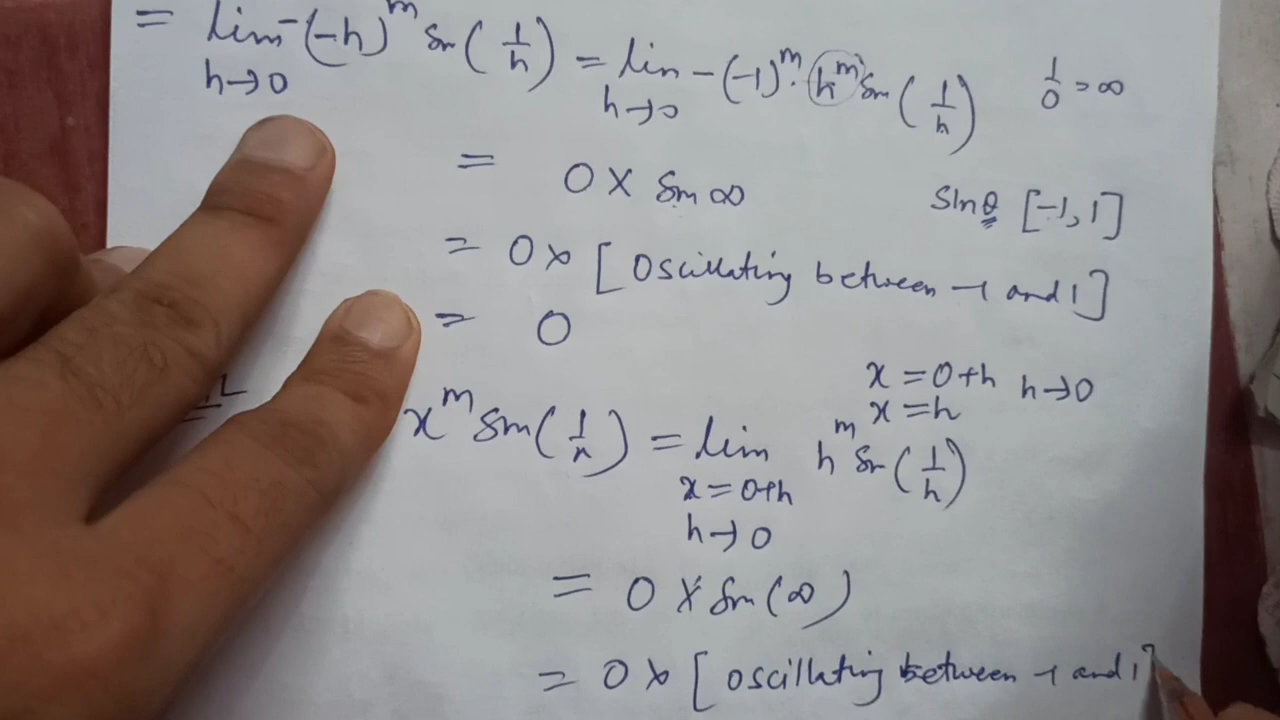 = lim -(-h)^m sin(1/h) = lim -(-1)^m · h^m sin(1/h) 1/0 = ∞
h→0 h→0
= 0 × sin ∞ sinθ [-1, 1]
= 0 × [oscillating between -1 and 1]
= 0
x = 0+h h→0
x = h
x^m sin(1/x) = lim h^m sin(1/h)
x = 0+h
h→0
= 0 × sin(∞)
= 0 × [oscillating between -1 and 1]